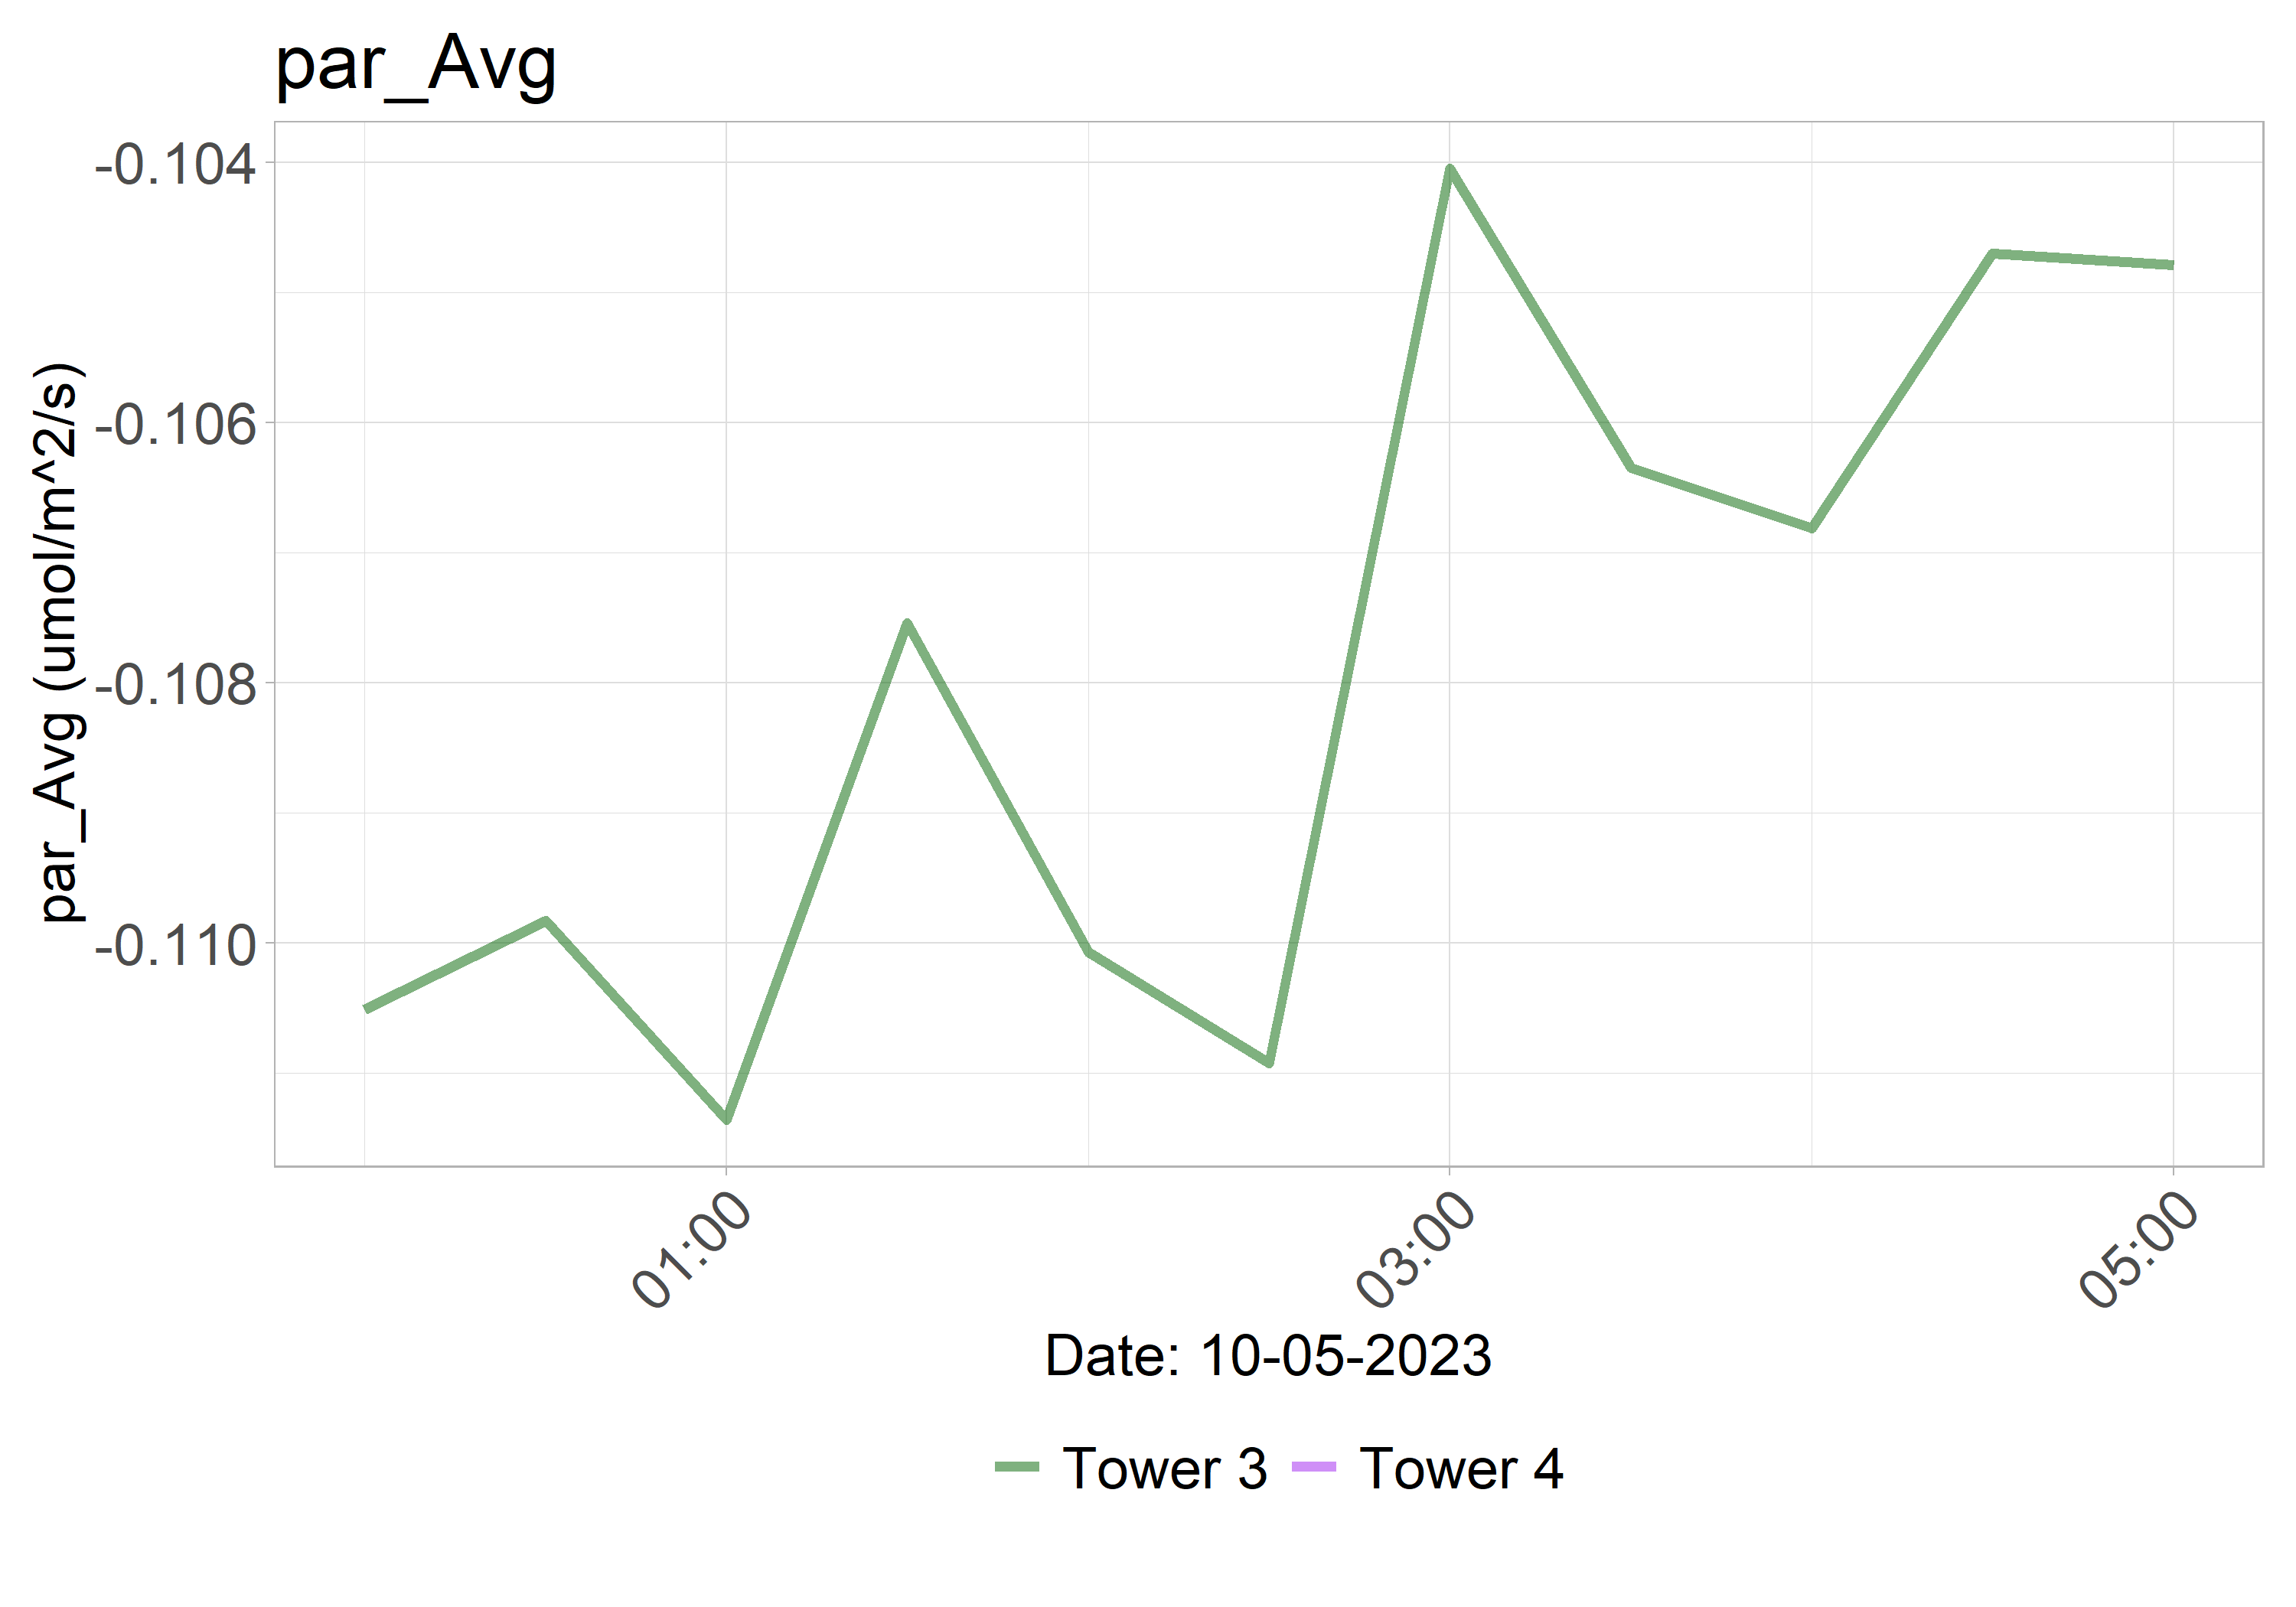 par_Avg
par_Avg (umol/m^2/s)
-0.104
-0.106
-0.108
-0.110
01:00
03:00
05:00
Date: 10-05-2023
Tower 3
Tower 4